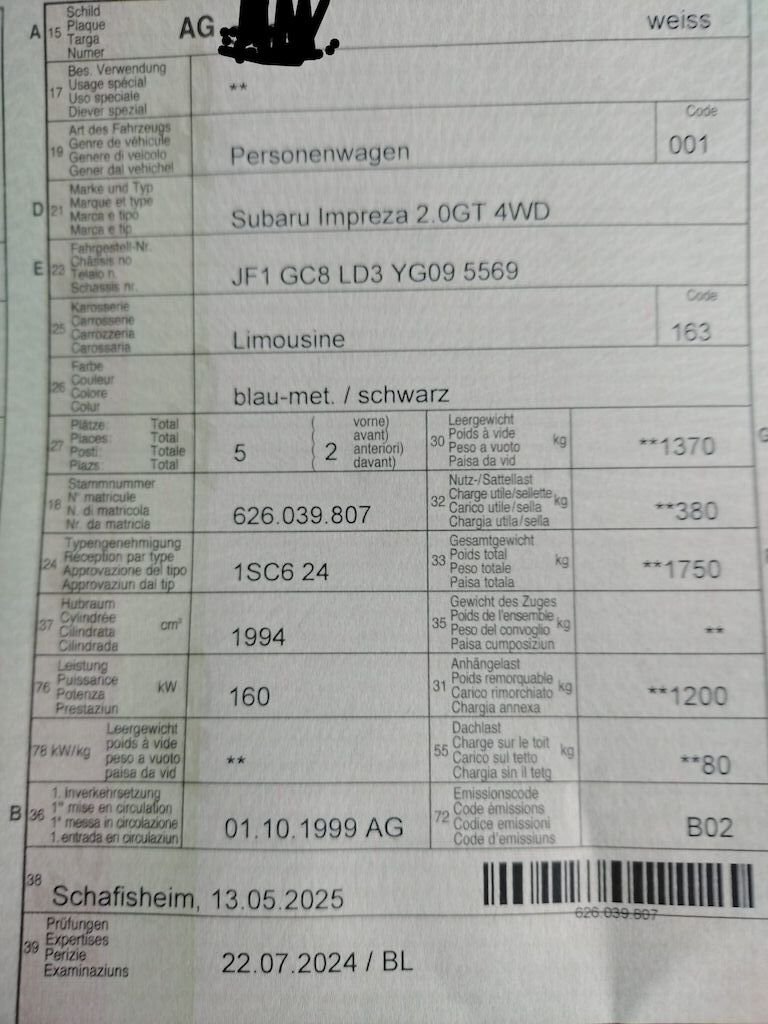 A 15 Schild AG weiss
Plaque
Targa
Numer
17 Bes. Verwendung **
Usage spécial
Uso speciale
Diever spezial
19 Art des Fahrzeugs Personenwagen Code
Genre de véhicule 001
Genere di veicolo
Gener dal vehichel
D 21 Marke und Typ Subaru Impreza 2.0GT 4WD
Marque et type
Marca e tipo
Marca e tip
E 23 Fahrgestell-Nr. JF1 GC8 LD3 YG09 5569
Châssis no
Telaio n.
Schassis nr.
25 Karosserie Limousine Code
Carrosserie 163
Carrozzeria
Carossaria
26 Farbe blau-met. / schwarz
Couleur
Colore
Colur
27 Plätze: Total 5 ( 2 vorne)
Places: Total avant)
Posti: Totale anteriori)
Plazs: Total davant)
30 Leergewicht kg **1370
Poids à vide
Peso a vuoto
Paisa da vid
18 Stammnummer 626.039.807
N° matricule
N. di matricola
Nr. da matricla
32 Nutz-/Sattellast kg **380
Charge utile/sellette
Carico utile/sella
Chargia utila/sella
24 Typengenehmigung 1SC6 24
Réception par type
Approvazione del tipo
Approvaziun dal tip
33 Gesamtgewicht kg **1750
Poids total
Peso totale
Paisa totala
37 Hubraum cm³ 1994
Cylindrée
Cilindrata
Cilindrada
35 Gewicht des Zuges kg **
Poids de l'ensemble
Peso del convoglio
Paisa cumposiziun
76 Leistung kW 160
Puissance
Potenza
Prestaziun
31 Anhängelast kg **1200
Poids remorquable
Carico rimorchiato
Chargia annexa
78 kW/kg Leergewicht **
poids à vide
peso a vuoto
paisa da vid
55 Dachlast kg **80
Charge sur le toit
Carico sul tetto
Chargia sin il tetg
B 36 1. Inverkehrsetzung 01.10.1999 AG
1re mise en circulation
1a messa in circolazione
1. entrada en circulaziun
72 Emissionscode B02
Code émissions
Codice emissioni
Code d'emissiuns
38 Schafisheim, 13.05.2025
626.039.807
39 Prüfungen 22.07.2024 / BL
Expertises
Perizie
Examinaziuns